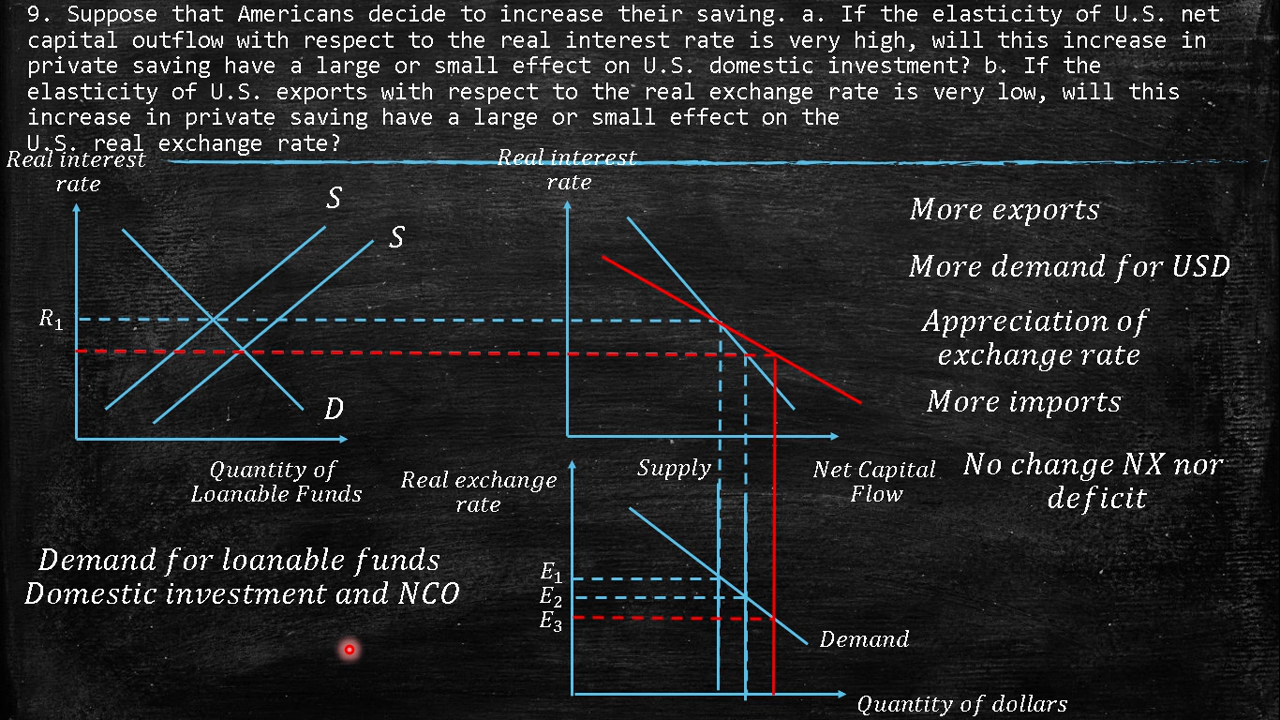 9. Suppose that Americans decide to increase their saving. a. If the elasticity of U.S. net
capital outflow with respect to the real interest rate is very high, will this increase in
private saving have a large or small effect on U.S. domestic investment? b. If the
elasticity of U.S. exports with respect to the real exchange rate is very low, will this
increase in private saving have a large or small effect on the
U.S. real exchange rate?
Real interest
rate
S
S
R1
D
Quantity of
Loanable Funds
Real interest
rate
Net Capital
Flow
More exports
More demand for USD
Appreciation of
exchange rate
More imports
No change NX nor
deficit
Demand for loanable funds
Domestic investment and NCO
Real exchange
rate
Supply
E1
E2
E3
Demand
Quantity of dollars